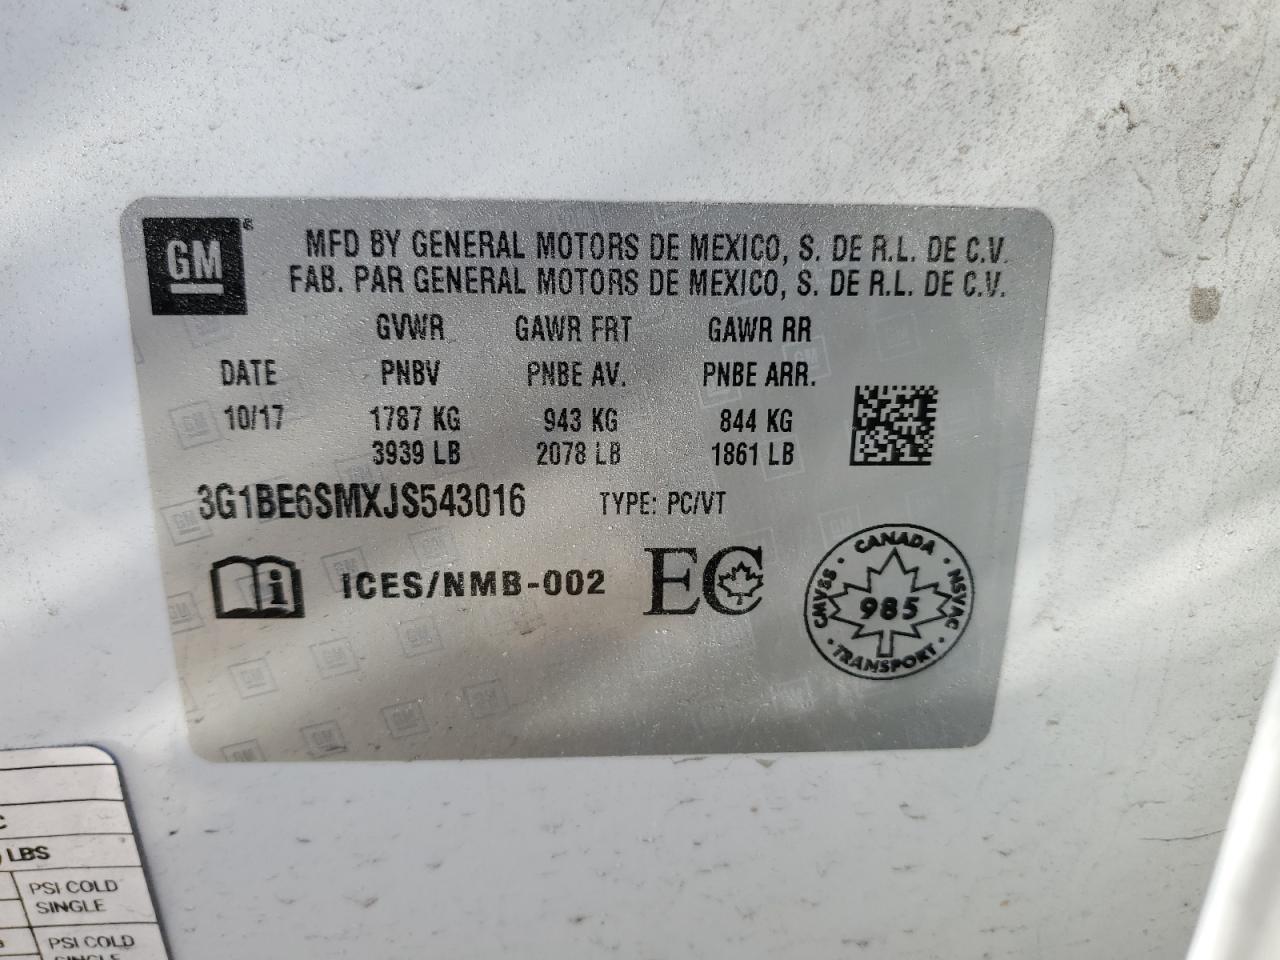 GM
MFD BY GENERAL MOTORS DE MEXICO, S. DE R.L. DE C.V.
FAB. PAR GENERAL MOTORS DE MEXICO, S. DE R.L. DE C.V.
GVWR GAWR FRT GAWR RR
DATE PNBV PNBE AV. PNBE ARR.
10/17 1787 KG 943 KG 844 KG
3939 LB 2078 LB 1861 LB
3G1BE6SMXJS543016 TYPE: PC/VT
i ICES/NMB-002 EC
CANADA
CMVSS 985 NSVAC
TRANSPORT
C
LBS
PSI COLD
SINGLE
PSI COLD
SINGLE